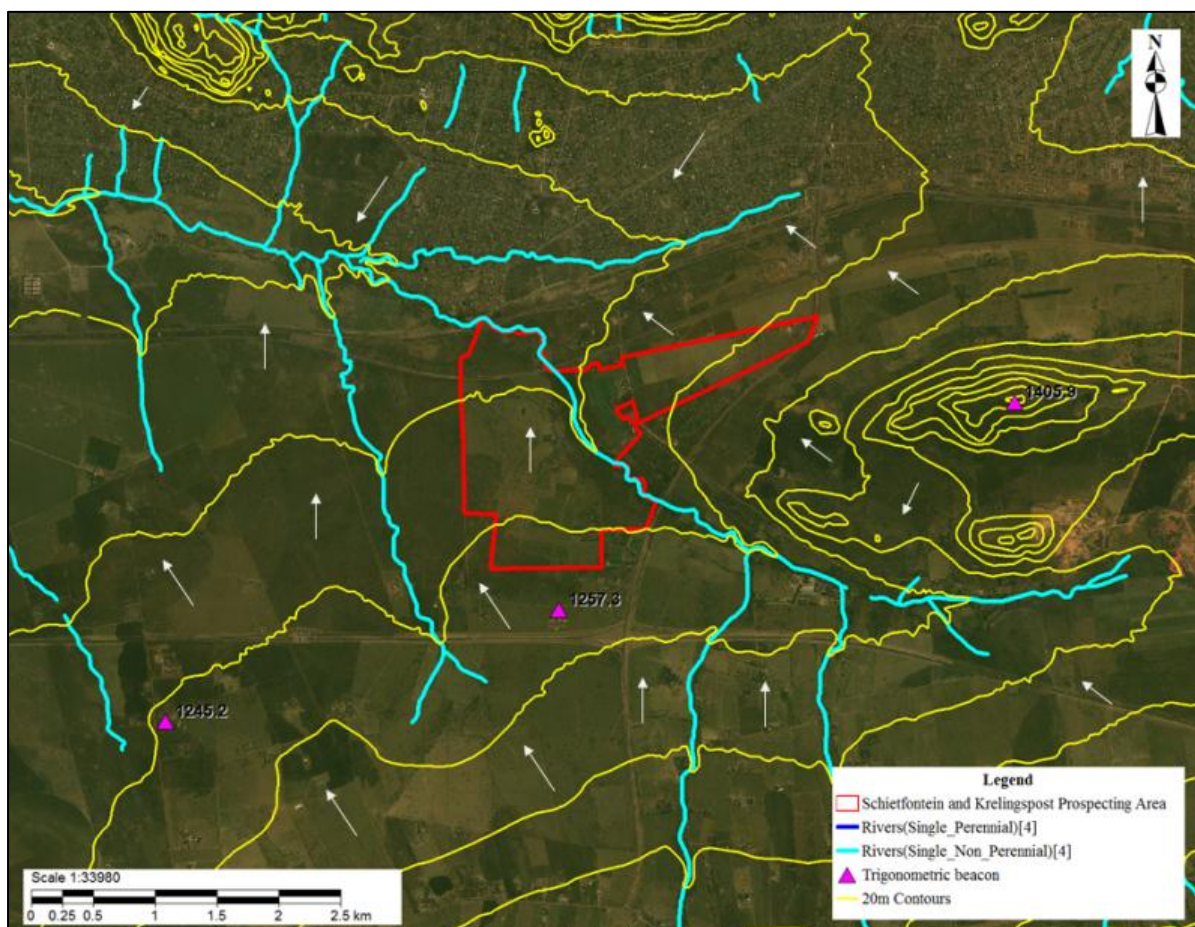 N
1405.9
1257.3
1245.2
Legend
Schietfontein and Krelingspost Prospecting Area
Rivers(Single_Perennial)[4]
Rivers(Single_Non_Perennial)[4]
Trigonometric beacon
20m Contours
Scale 1:33980
0 0.25 0.5 1 1.5 2 2.5 km